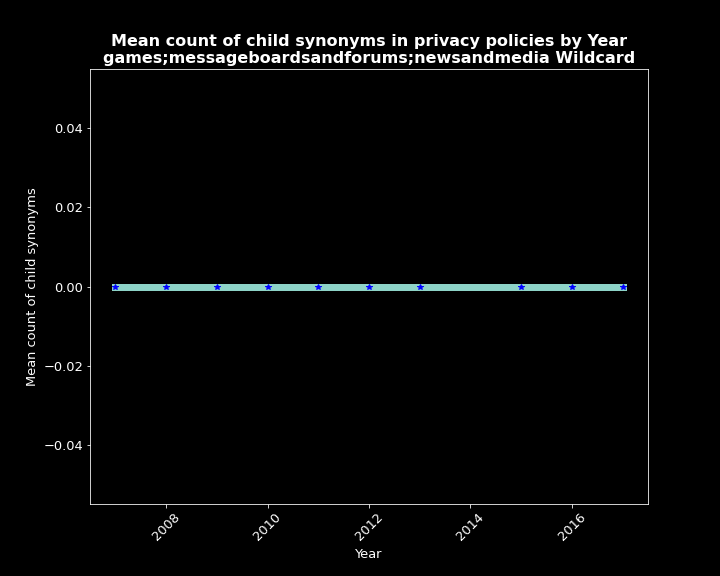 Mean count of child synonyms in privacy policies by Year
games;messageboardsandforums;newsandmedia Wildcard
Mean count of child synonyms
0.04
0.02
0.00
−0.02
−0.04
2008
2010
2012
2014
2016
Year